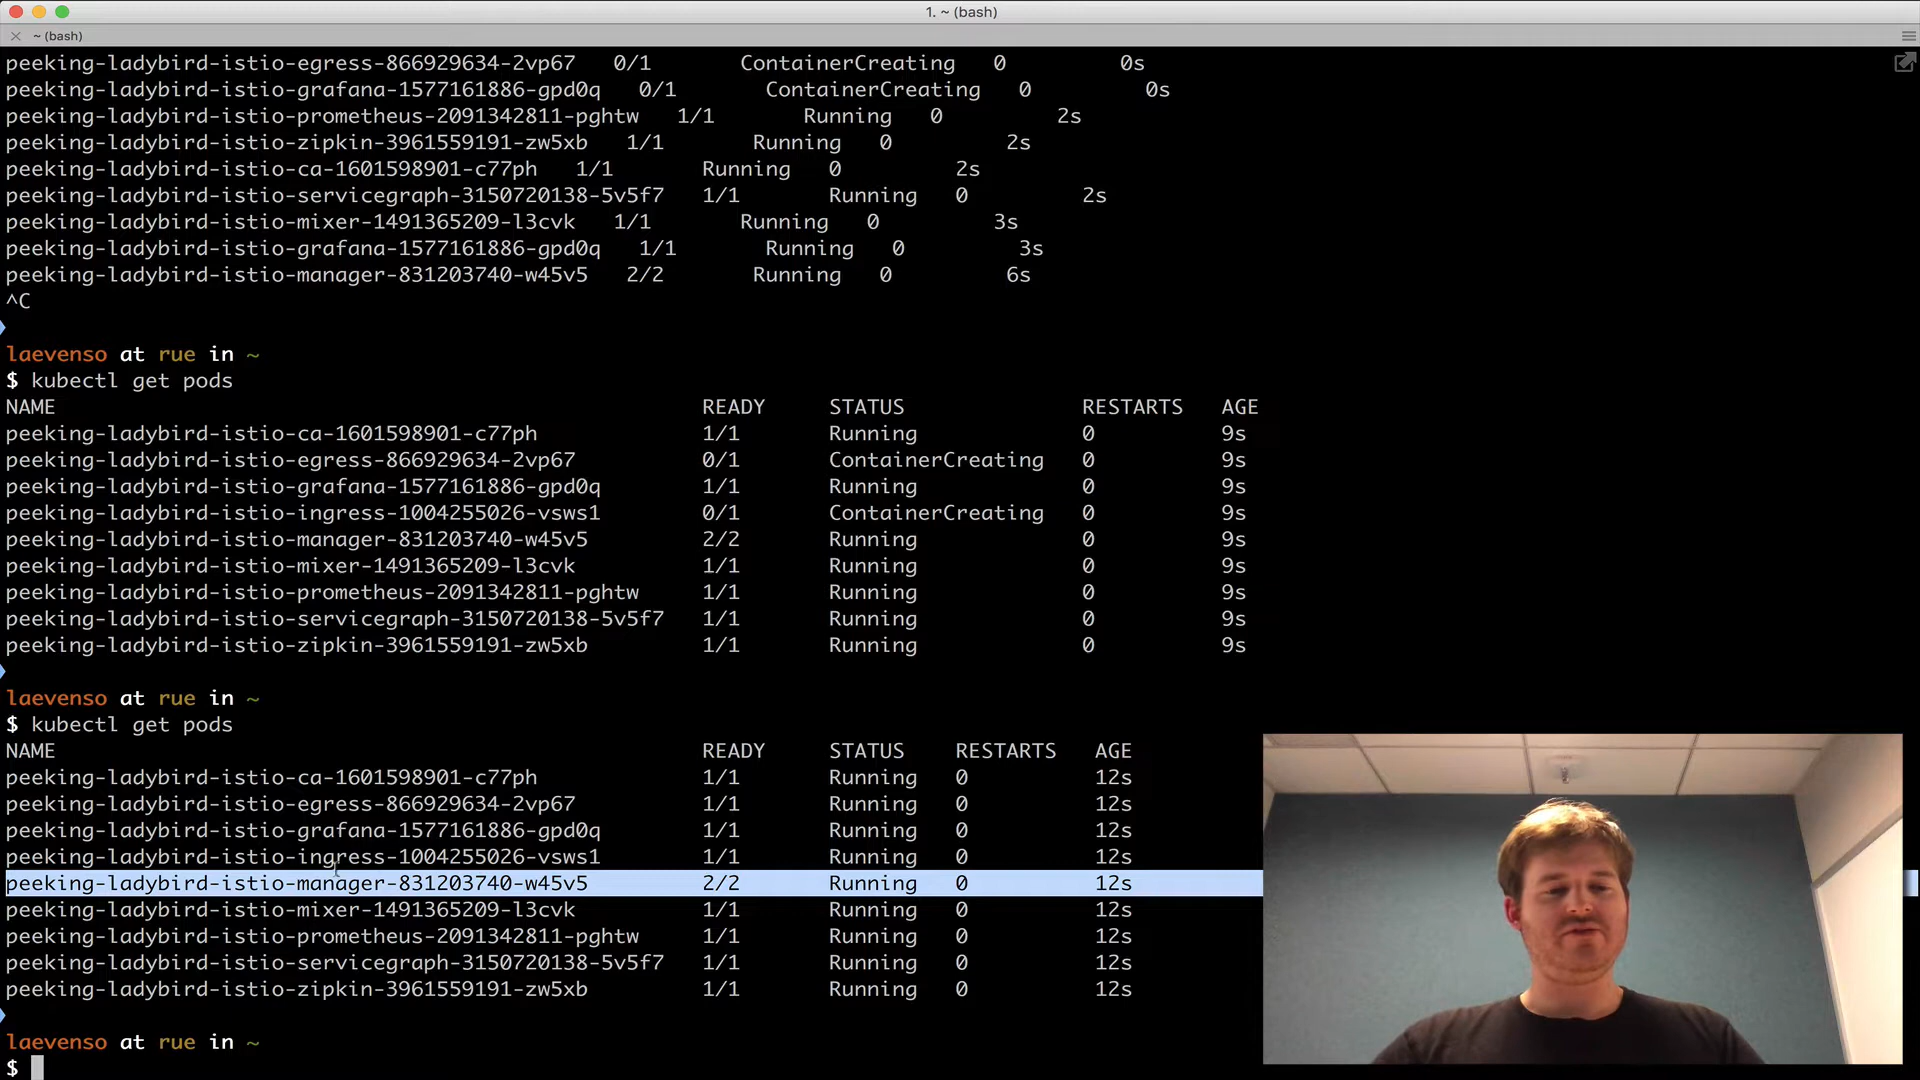 1. ~ (bash)
~ (bash)
peeking-ladybird-istio-egress-866929634-2vp67 0/1 ContainerCreating 0 0s
peeking-ladybird-istio-grafana-1577161886-gpd0q 0/1 ContainerCreating 0 0s
peeking-ladybird-istio-prometheus-2091342811-pghtw 1/1 Running 0 2s
peeking-ladybird-istio-zipkin-3961559191-zw5xb 1/1 Running 0 2s
peeking-ladybird-istio-ca-1601598901-c77ph 1/1 Running 0 2s
peeking-ladybird-istio-servicegraph-3150720138-5v5f7 1/1 Running 0 2s
peeking-ladybird-istio-mixer-1491365209-l3cvk 1/1 Running 0 3s
peeking-ladybird-istio-grafana-1577161886-gpd0q 1/1 Running 0 3s
peeking-ladybird-istio-manager-831203740-w45v5 2/2 Running 0 6s
^C
laevenso at rue in ~
$ kubectl get pods
NAME READY STATUS RESTARTS AGE
peeking-ladybird-istio-ca-1601598901-c77ph 1/1 Running 0 9s
peeking-ladybird-istio-egress-866929634-2vp67 0/1 ContainerCreating 0 9s
peeking-ladybird-istio-grafana-1577161886-gpd0q 1/1 Running 0 9s
peeking-ladybird-istio-ingress-1004255026-vsws1 0/1 ContainerCreating 0 9s
peeking-ladybird-istio-manager-831203740-w45v5 2/2 Running 0 9s
peeking-ladybird-istio-mixer-1491365209-l3cvk 1/1 Running 0 9s
peeking-ladybird-istio-prometheus-2091342811-pghtw 1/1 Running 0 9s
peeking-ladybird-istio-servicegraph-3150720138-5v5f7 1/1 Running 0 9s
peeking-ladybird-istio-zipkin-3961559191-zw5xb 1/1 Running 0 9s
laevenso at rue in ~
$ kubectl get pods
NAME READY STATUS RESTARTS AGE
peeking-ladybird-istio-ca-1601598901-c77ph 1/1 Running 0 12s
peeking-ladybird-istio-egress-866929634-2vp67 1/1 Running 0 12s
peeking-ladybird-istio-grafana-1577161886-gpd0q 1/1 Running 0 12s
peeking-ladybird-istio-ingress-1004255026-vsws1 1/1 Running 0 12s
peeking-ladybird-istio-manager-831203740-w45v5 2/2 Running 0 12s
peeking-ladybird-istio-mixer-1491365209-l3cvk 1/1 Running 0 12s
peeking-ladybird-istio-prometheus-2091342811-pghtw 1/1 Running 0 12s
peeking-ladybird-istio-servicegraph-3150720138-5v5f7 1/1 Running 0 12s
peeking-ladybird-istio-zipkin-3961559191-zw5xb 1/1 Running 0 12s
laevenso at rue in ~
$